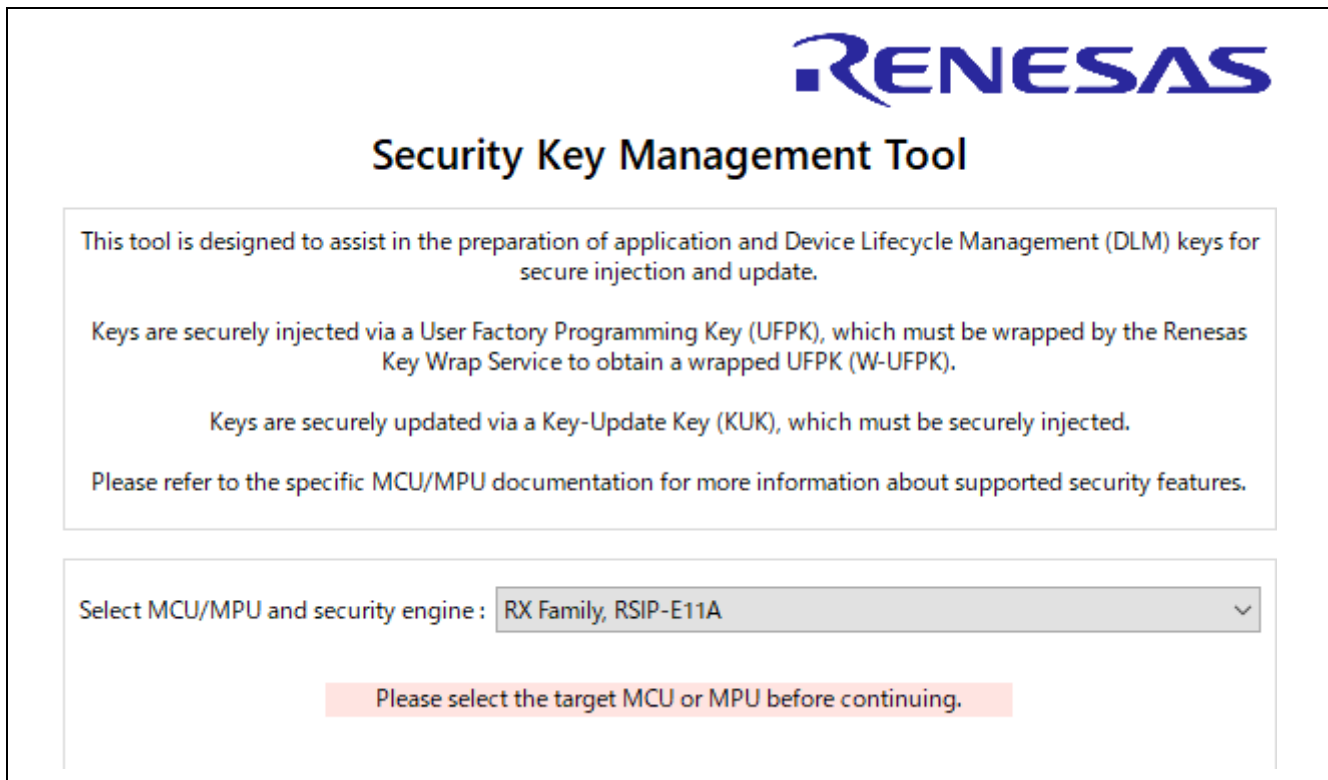 RENESAS
Security Key Management Tool
This tool is designed to assist in the preparation of application and Device Lifecycle Management (DLM) keys for
secure injection and update.
Keys are securely injected via a User Factory Programming Key (UFPK), which must be wrapped by the Renesas
Key Wrap Service to obtain a wrapped UFPK (W-UFPK).
Keys are securely updated via a Key-Update Key (KUK), which must be securely injected.
Please refer to the specific MCU/MPU documentation for more information about supported security features.
Select MCU/MPU and security engine : RX Family, RSIP-E11A
Please select the target MCU or MPU before continuing.